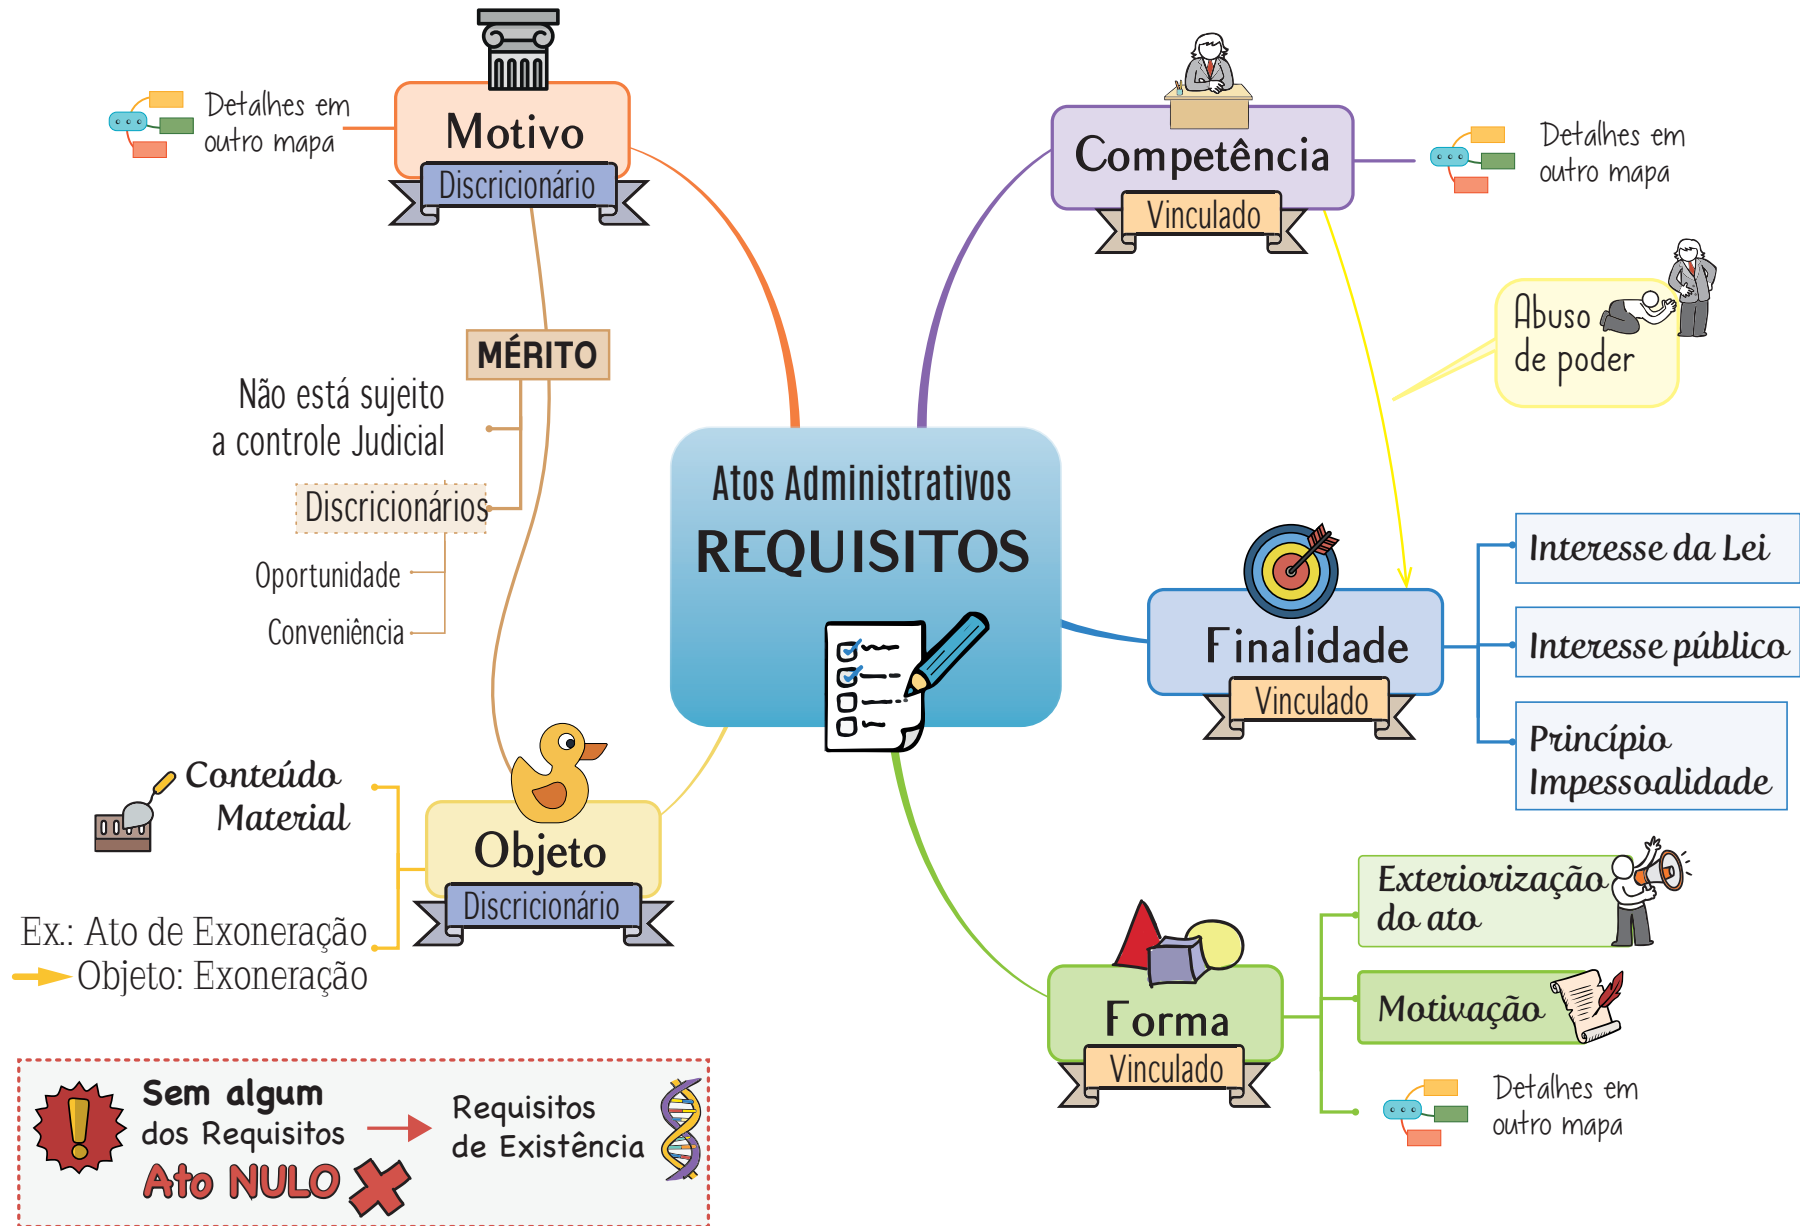 Atos Administrativos
REQUISITOS
Motivo
Discricionário
Detalhes em
outro mapa
MÉRITO
Não está sujeito
a controle Judicial
Discricionários
Oportunidade
Conveniência
Objeto
Discricionário
Conteúdo
Material
Ex.: Ato de Exoneração
Objeto: Exoneração
Competência
Vinculado
Detalhes em
outro mapa
Abuso
de poder
Finalidade
Vinculado
Interesse da Lei
Interesse público
Princípio
Impessoalidade
Forma
Vinculado
Exteriorização
do ato
Motivação
Detalhes em
outro mapa
Sem algum
dos Requisitos
Ato NULO
Requisitos
de Existência